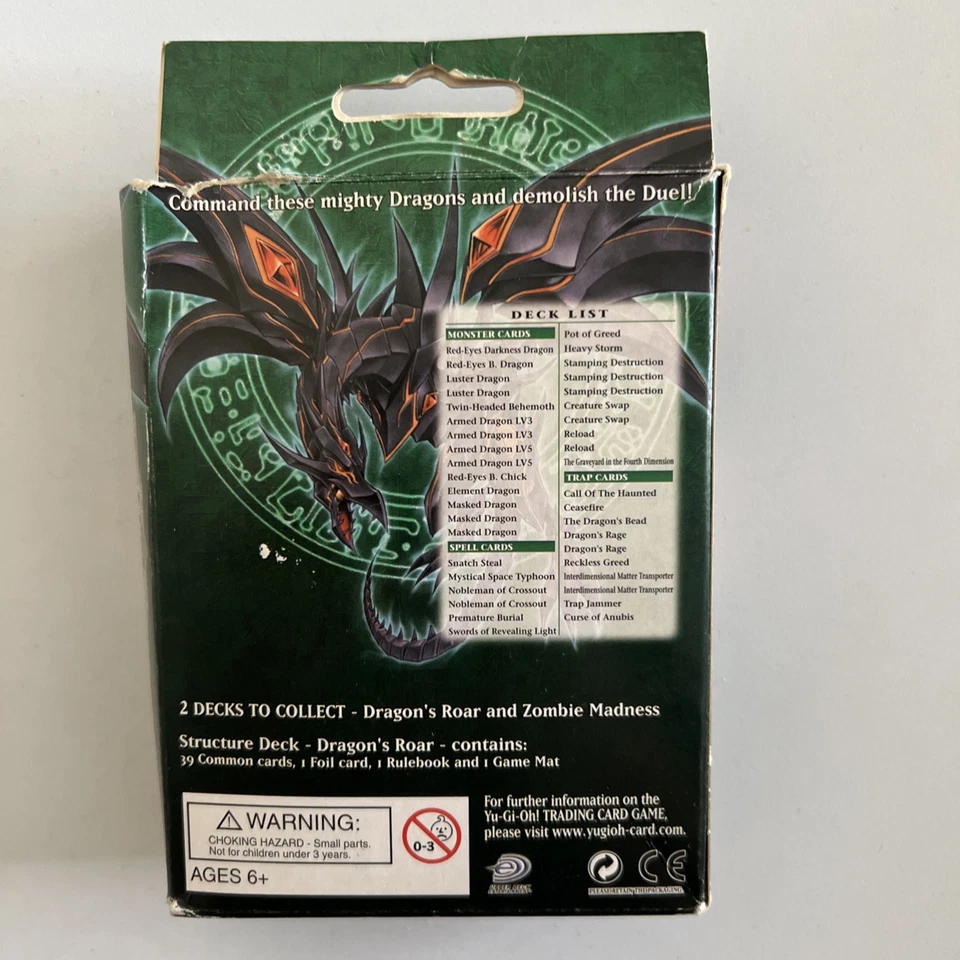 Command these mighty Dragons and demolish the Duel!
DECK LIST
MONSTER CARDS
Red-Eyes Darkness Dragon
Red-Eyes B. Dragon
Luster Dragon
Luster Dragon
Twin-Headed Behemoth
Armed Dragon LV3
Armed Dragon LV3
Armed Dragon LV5
Armed Dragon LV5
Red-Eyes B. Chick
Element Dragon
Masked Dragon
Masked Dragon
Masked Dragon
SPELL CARDS
Snatch Steal
Mystical Space Typhoon
Nobleman of Crossout
Nobleman of Crossout
Premature Burial
Swords of Revealing Light
Pot of Greed
Heavy Storm
Stamping Destruction
Stamping Destruction
Stamping Destruction
Creature Swap
Creature Swap
Reload
Reload
The Graveyard in the Fourth Dimension
TRAP CARDS
Call Of The Haunted
Ceasefire
The Dragon's Bead
Dragon's Rage
Dragon's Rage
Reckless Greed
Interdimensional Matter Transporter
Interdimensional Matter Transporter
Trap Jammer
Curse of Anubis
2 DECKS TO COLLECT - Dragon's Roar and Zombie Madness
Structure Deck - Dragon's Roar - contains:
39 Common cards, 1 Foil card, 1 Rulebook and 1 Game Mat
WARNING:
CHOKING HAZARD - Small parts.
Not for children under 3 years.
0-3
AGES 6+
For further information on the
Yu-Gi-Oh! TRADING CARD GAME,
please visit www.yugioh-card.com.
CE
PLEASE RETAIN THIS PACKAGING